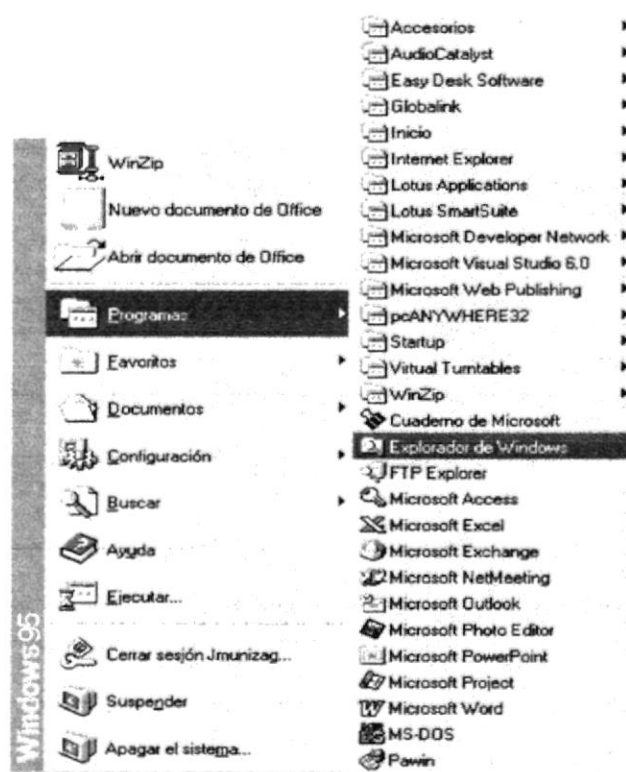 WinZip
Nuevo documento de Office
Abrir documento de Office
Programas
Favoritos
Documentos
Configuración
Buscar
Ayuda
Ejecutar...
Cerrar sesión Jmunizag...
Suspender
Apagar el sistema...
Windows95
Accesorios
AudioCatalyst
Easy Desk Software
Globalink
Inicio
Internet Explorer
Lotus Applications
Lotus SmartSuite
Microsoft Developer Network
Microsoft Visual Studio 6.0
Microsoft Web Publishing
pcANYWHERE32
Startup
Virtual Turntables
WinZip
Cuaderno de Microsoft
Explorador de Windows
FTP Explorer
Microsoft Access
Microsoft Excel
Microsoft Exchange
Microsoft NetMeeting
Microsoft Outlook
Microsoft Photo Editor
Microsoft PowerPoint
Microsoft Project
Microsoft Word
MS-DOS
Pawin